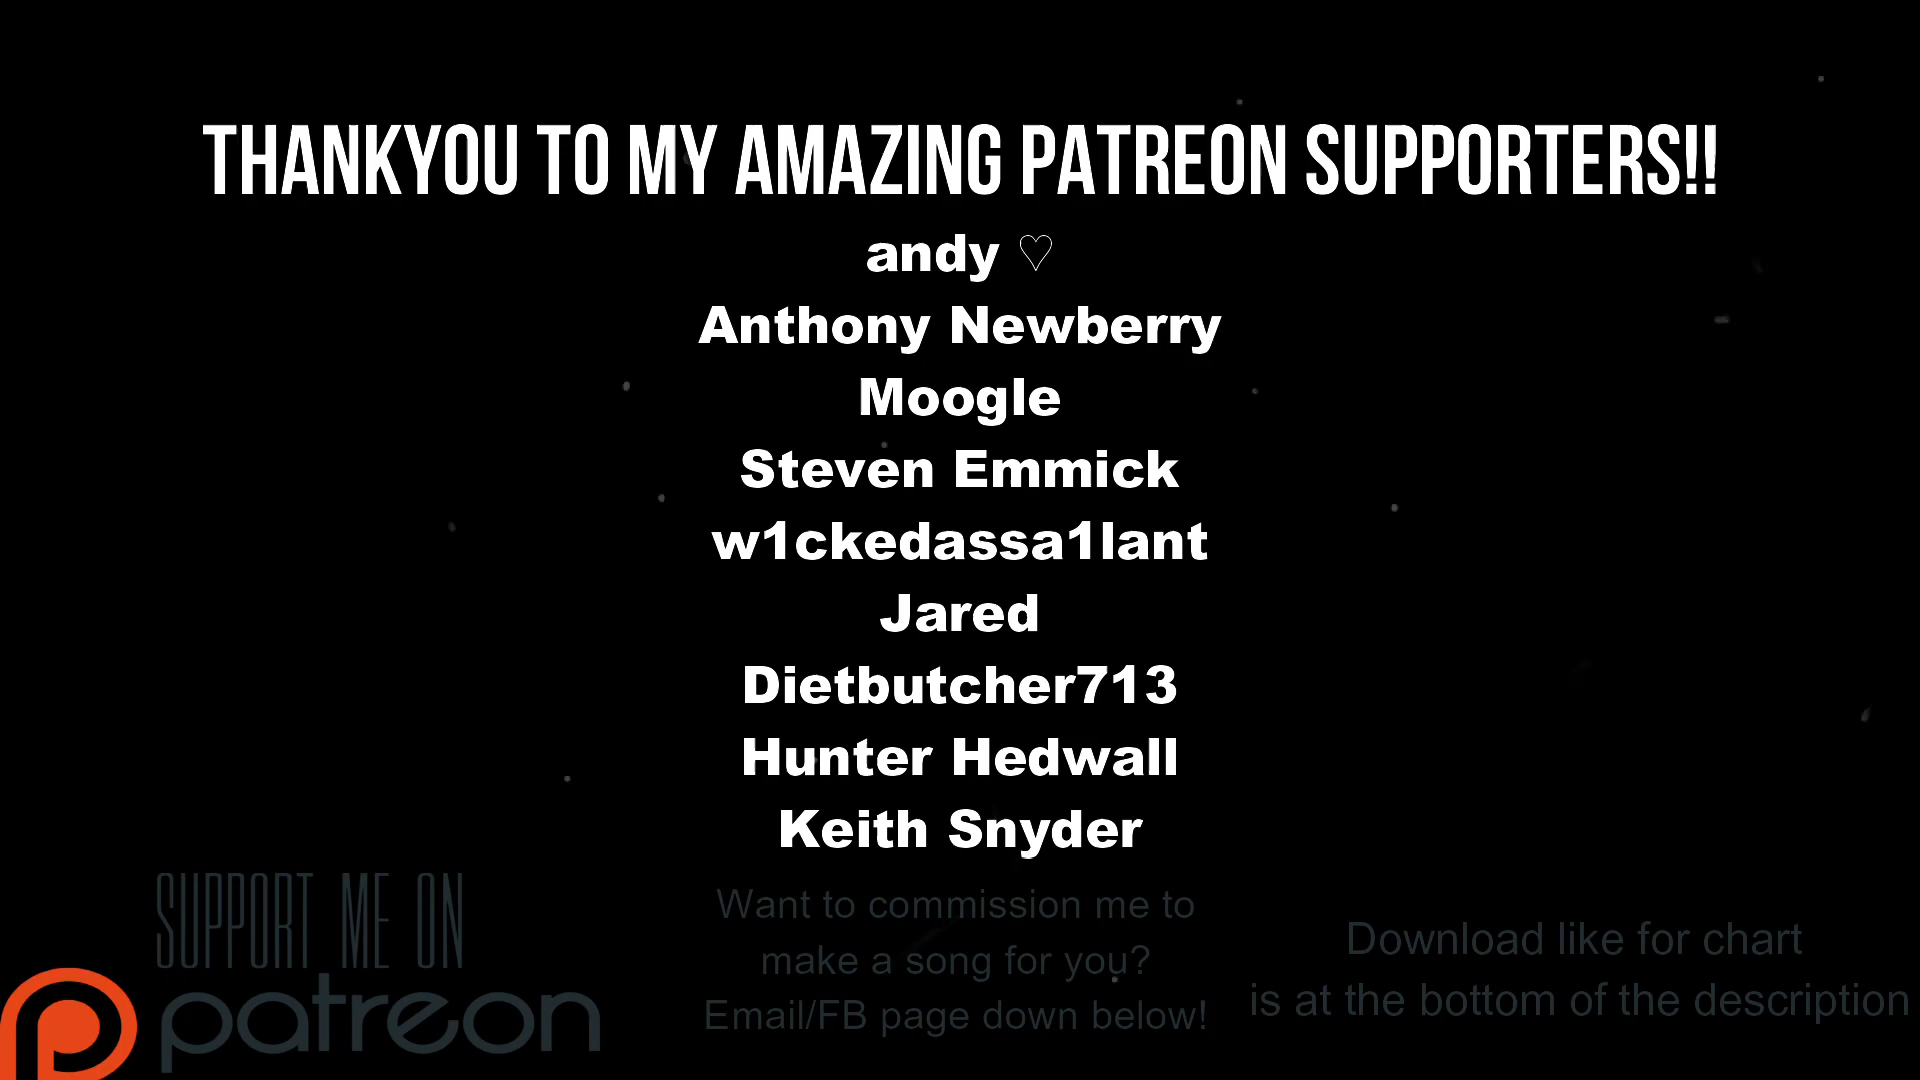 THANKYOU TO MY AMAZING PATREON SUPPORTERS!!
andy ♡
Anthony Newberry
Moogle
Steven Emmick
w1ckedassa1lant
Jared
Dietbutcher713
Hunter Hedwall
Keith Snyder
SUPPORT ME ON
patreon
Want to commission me to
make a song for you?
Email/FB page down below!
Download like for chart
is at the bottom of the description